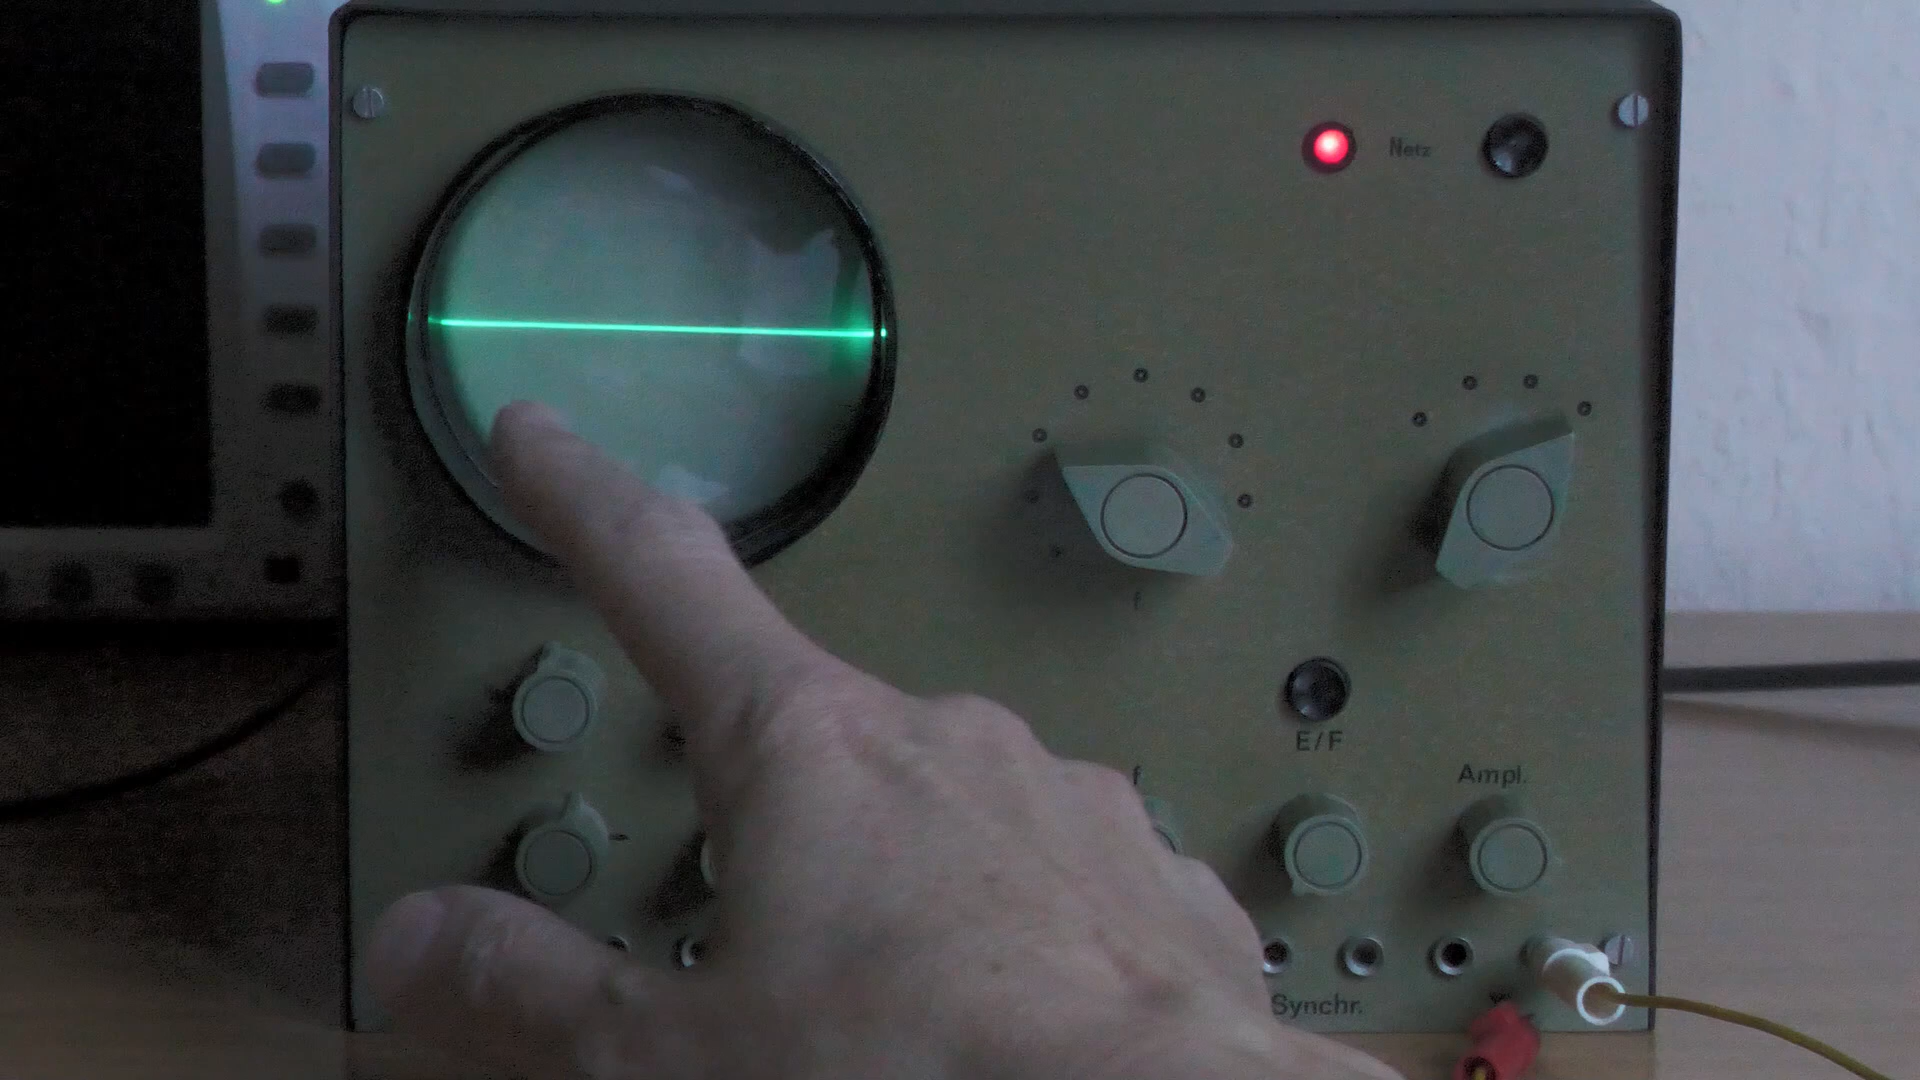 Netz
f
E/F
f
Ampl.
Synchr.